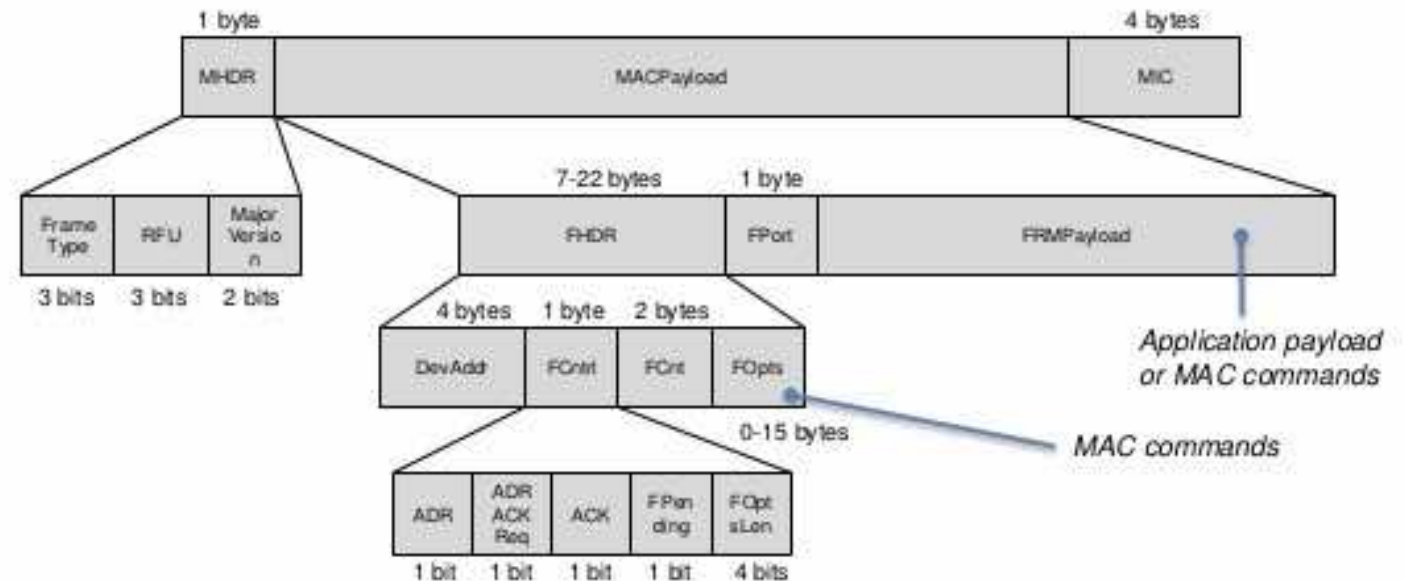 1 byte
4 bytes
MHDR
MACPayload
MIC
7-22 bytes
1 byte
Frame
Type
RFU
Major
Versio
n
FHDR
FPort
FRMPayload
3 bits
3 bits
2 bits
4 bytes
1 byte
2 bytes
DevAddr
FCntrl
FCnt
FOpts
Application payload
or MAC commands
0-15 bytes
MAC commands
ADR
ADR
ACK
Req
ACK
FPen
ding
FOpt
sLen
1 bit
1 bit
1 bit
1 bit
4 bits